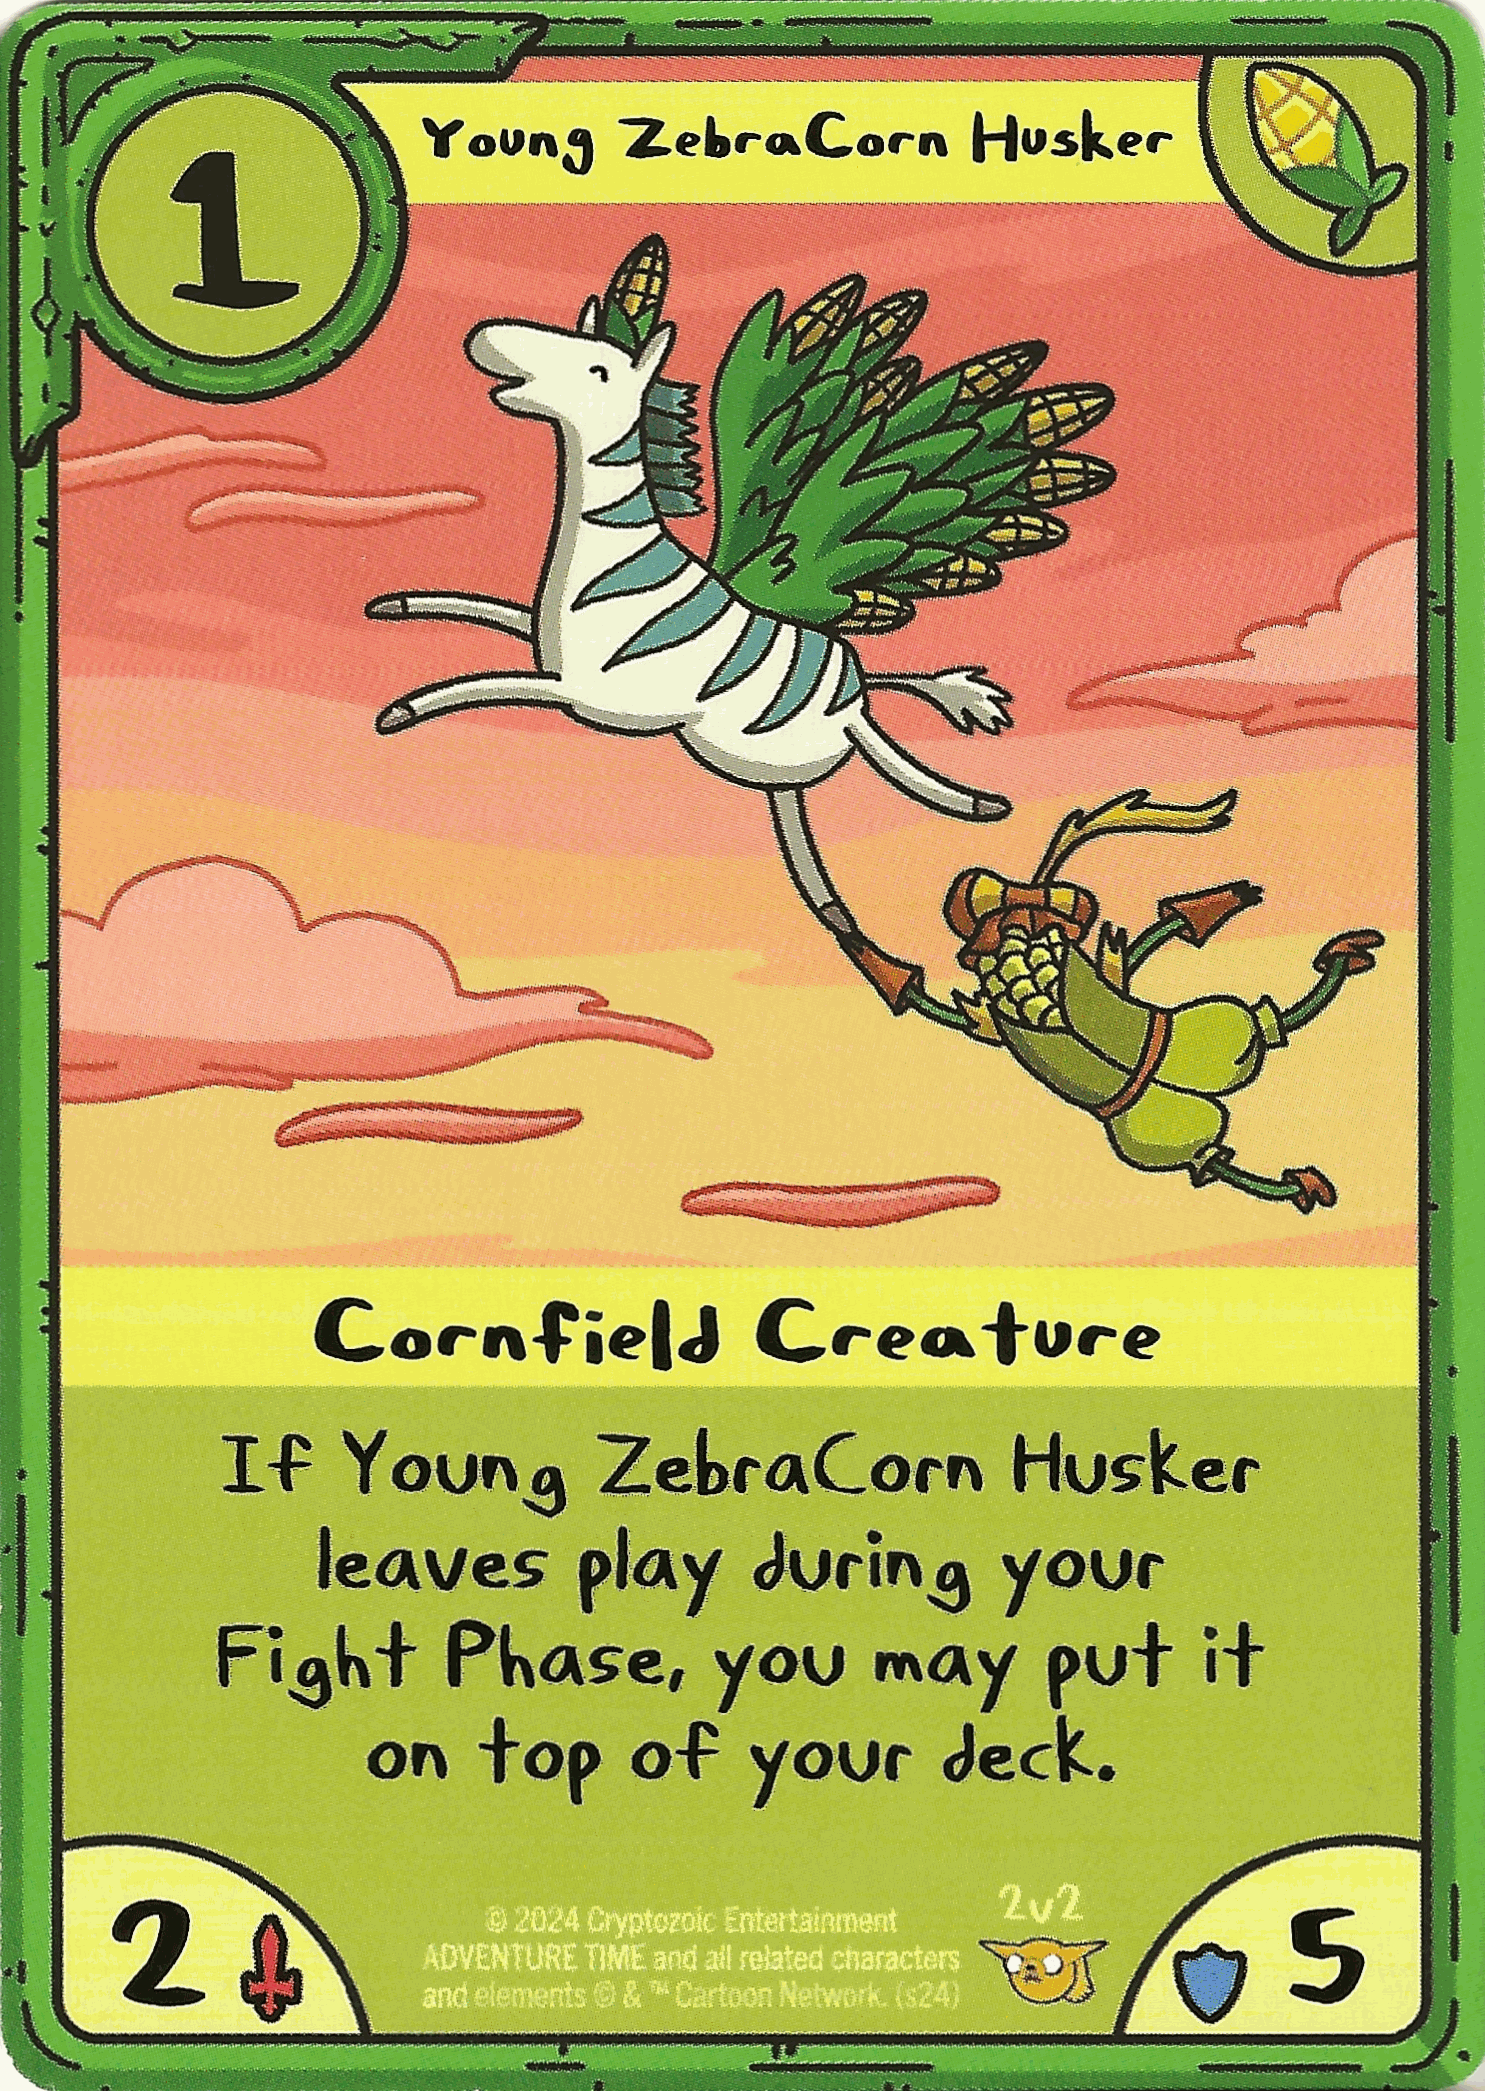 1
Young ZebraCorn Husker
Cornfield Creature
If Young ZebraCorn Husker
leaves play during your
Fight Phase, you may put it
on top of your deck.
2
© 2024 Cryptozoic Entertainment
ADVENTURE TIME and all related characters
and elements © & ™ Cartoon Network. (s24)
2v2
5